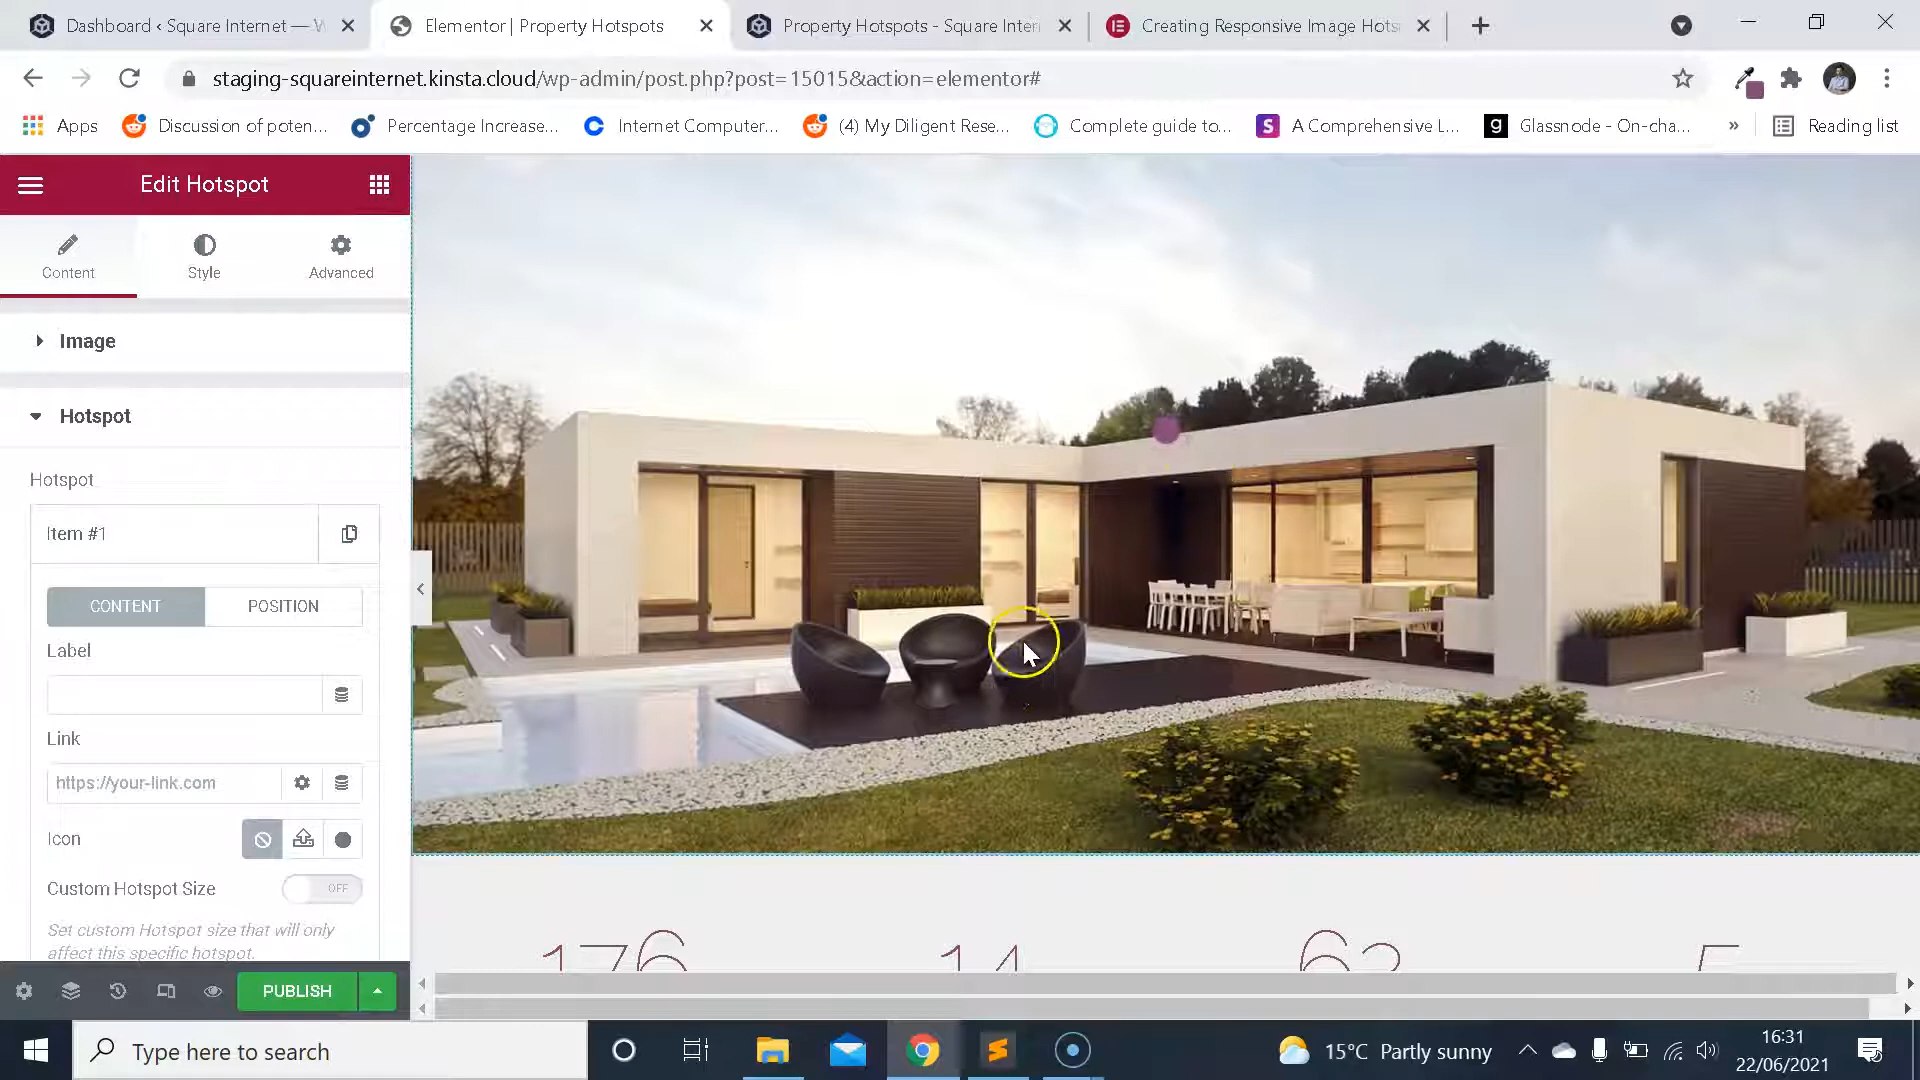 Dashboard ‹ Square Internet — W
Elementor | Property Hotspots
Property Hotspots - Square Inter
Creating Responsive Image Hots
staging-squareinternet.kinsta.cloud/wp-admin/post.php?post=15015&action=elementor#
Apps
Discussion of poten...
Percentage Increase...
Internet Computer...
(4) My Diligent Rese...
Complete guide to...
A Comprehensive L...
Glassnode - On-cha...
»
Reading list
Edit Hotspot
Content
Style
Advanced
Image
Hotspot
Hotspot
Item #1
CONTENT
POSITION
Label
Link
https://your-link.com
Icon
Custom Hotspot Size
OFF
Set custom Hotspot size that will only
affect this specific hotspot.
176
14
62
5
PUBLISH
Type here to search
15°C Partly sunny
16:31
22/06/2021